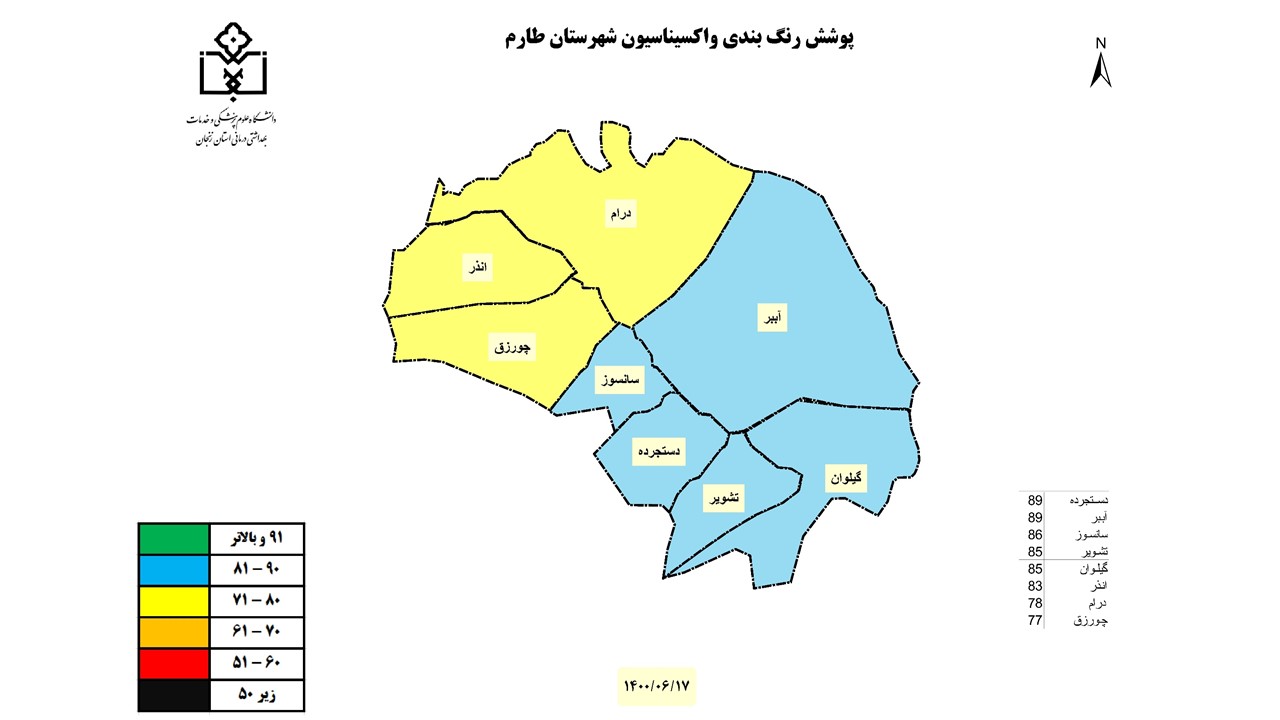 پوشش رنگ بندی واکسیناسیون شهرستان طارم
N
دانشگاه علوم پزشکی و خدمات
بهداشتی درمانی استان زنجان
درام
انذر
آببر
چورزق
سانسوز
دستجرده
گیلوان
تشویر
دستجرده 89
آببر 89
سانسوز 86
تشویر 85
گیلوان 85
انذر 83
درام 78
چورزق 77
۹۱ و بالاتر
۸۱ – ۹۰
۷۱ – ۸۰
۶۱ – ۷۰
۵۱ – ۶۰
زیر ۵۰
۱۴۰۰/۰۶/۱۷